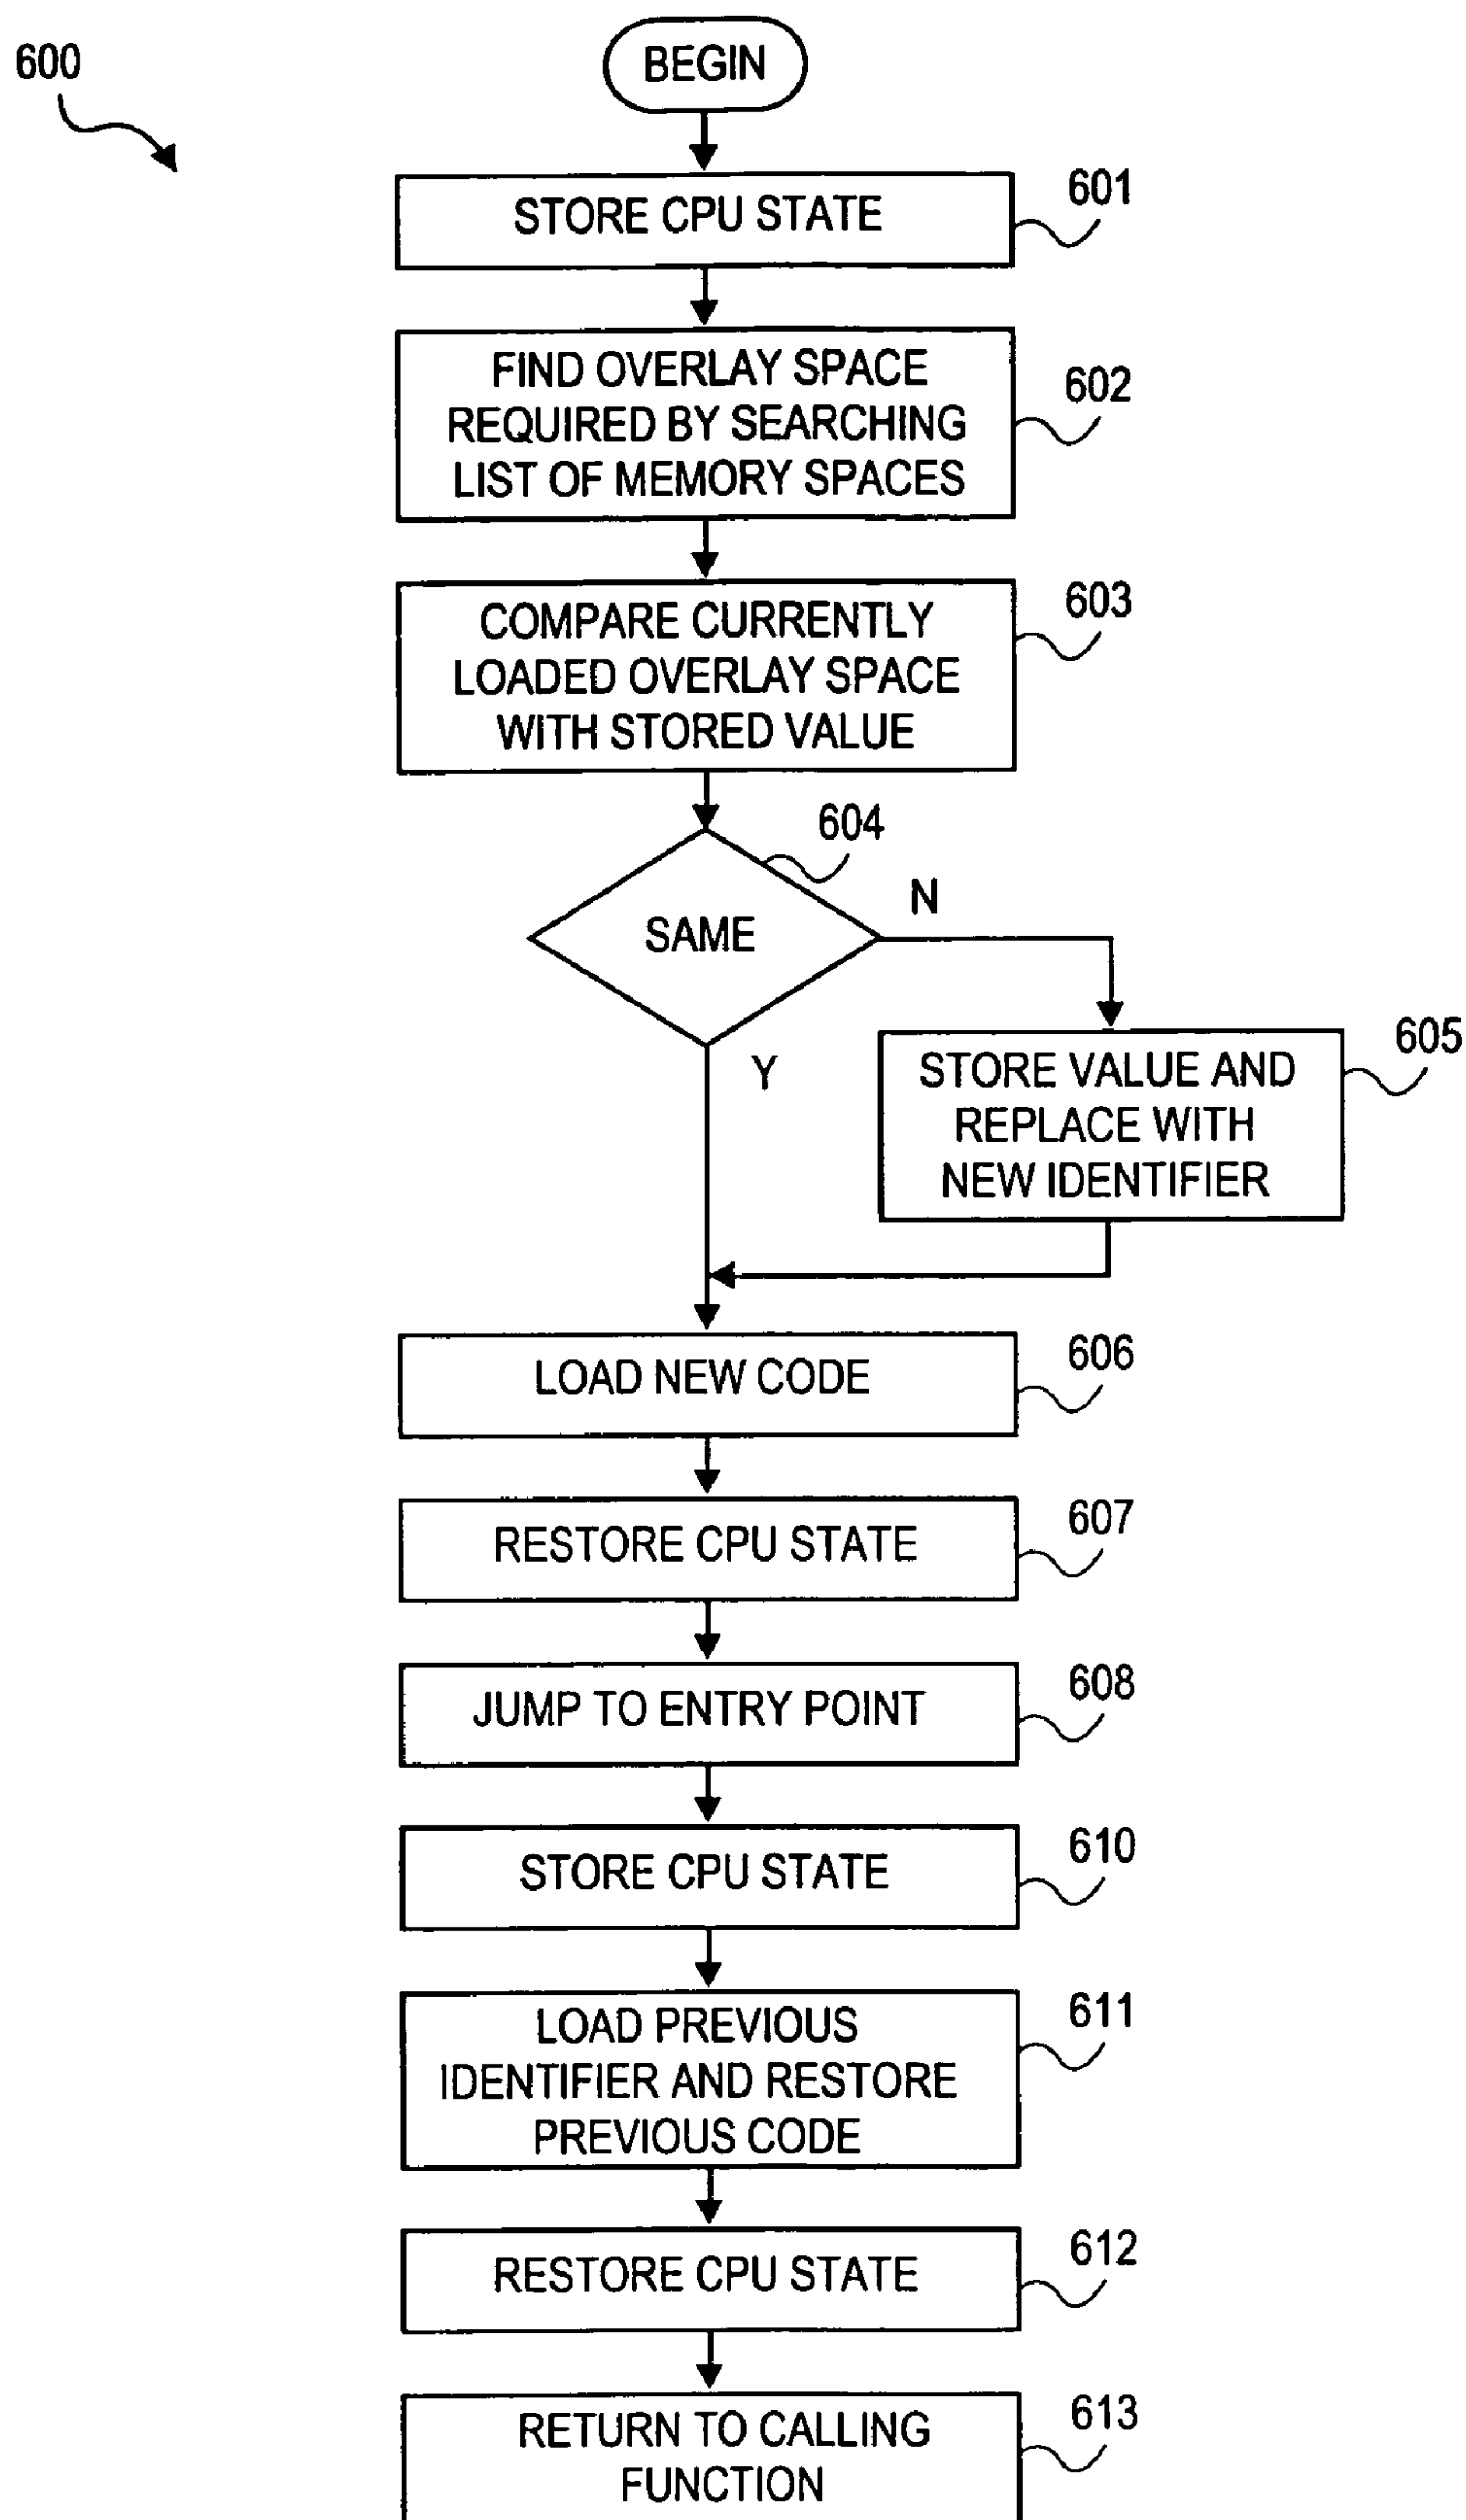 600
BEGIN
601
STORE CPU STATE
602
FIND OVERLAY SPACE
REQUIRED BY SEARCHING
LIST OF MEMORY SPACES
603
COMPARE CURRENTLY
LOADED OVERLAY SPACE
WITH STORED VALUE
604
SAME
N
Y
605
STORE VALUE AND
REPLACE WITH
NEW IDENTIFIER
606
LOAD NEW CODE
607
RESTORE CPU STATE
608
JUMP TO ENTRY POINT
610
STORE CPU STATE
611
LOAD PREVIOUS
IDENTIFIER AND RESTORE
PREVIOUS CODE
612
RESTORE CPU STATE
613
RETURN TO CALLING
FUNCTION